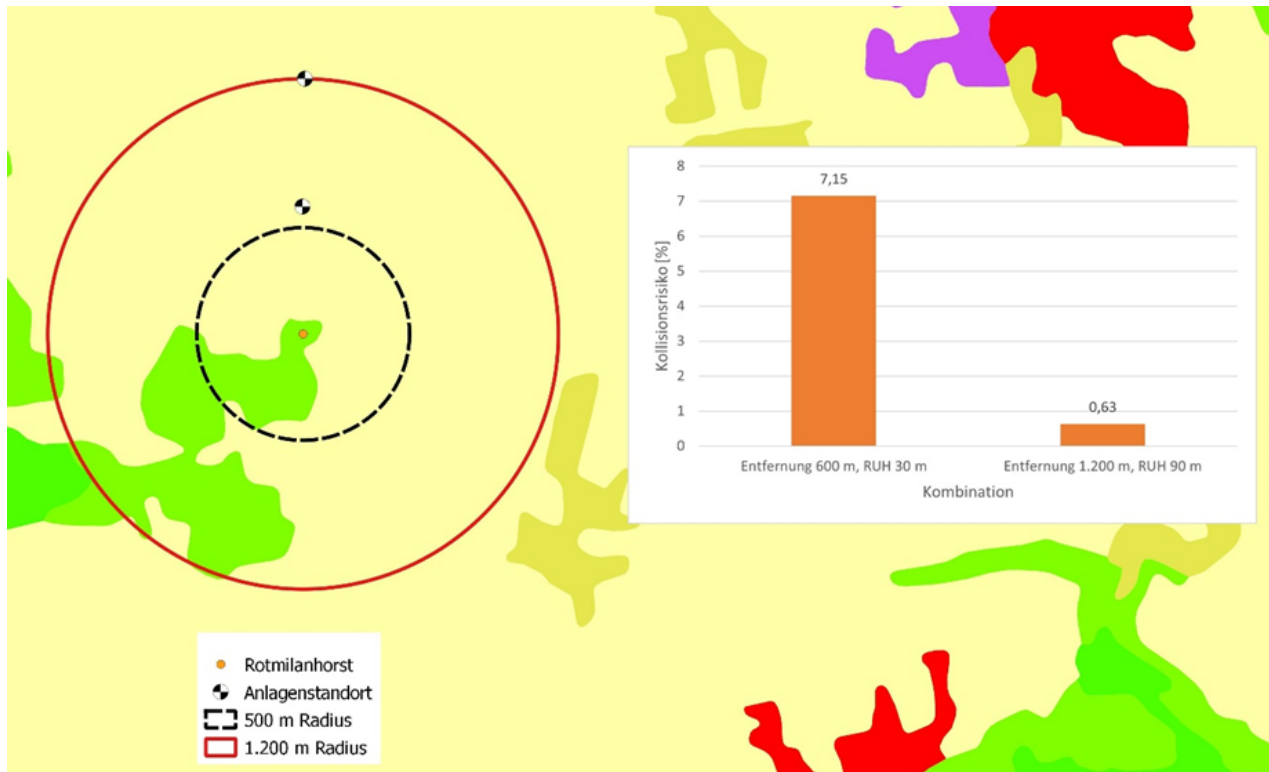 8
7
6
5
4
3
2
1
0
Kollisionsrisiko [%]
7,15
0,63
Entfernung 600 m, RUH 30 m
Entfernung 1.200 m, RUH 90 m
Kombination
Rotmilanhorst
Anlagenstandort
500 m Radius
1.200 m Radius